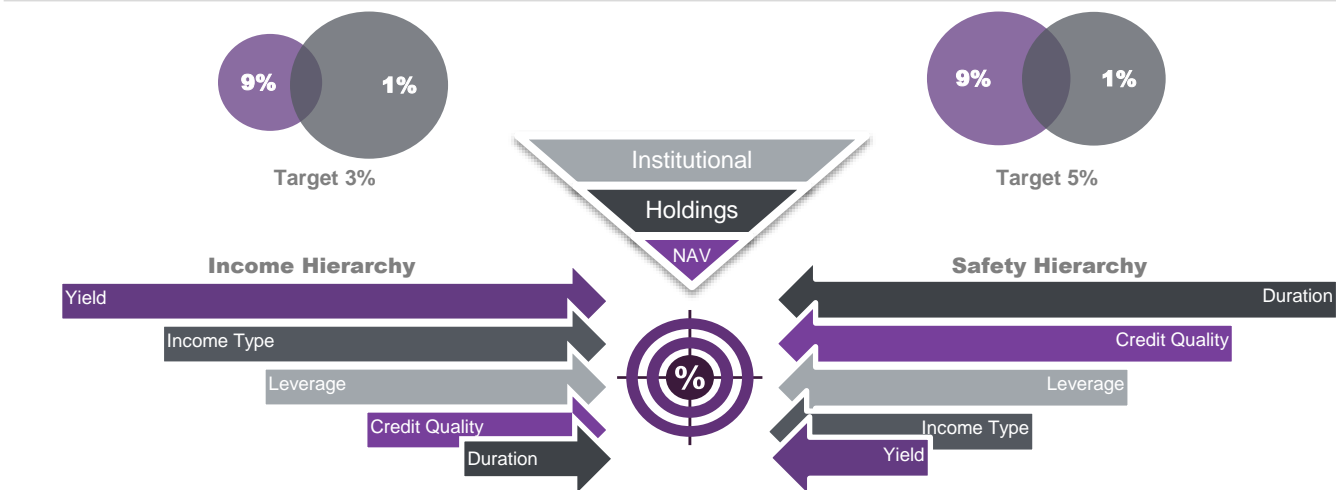 9%
1%
Target 3%
9%
1%
Target 5%
Institutional
Holdings
NAV
Income Hierarchy
Yield
Income Type
Leverage
Credit Quality
Duration
%
Safety Hierarchy
Duration
Credit Quality
Leverage
Income Type
Yield